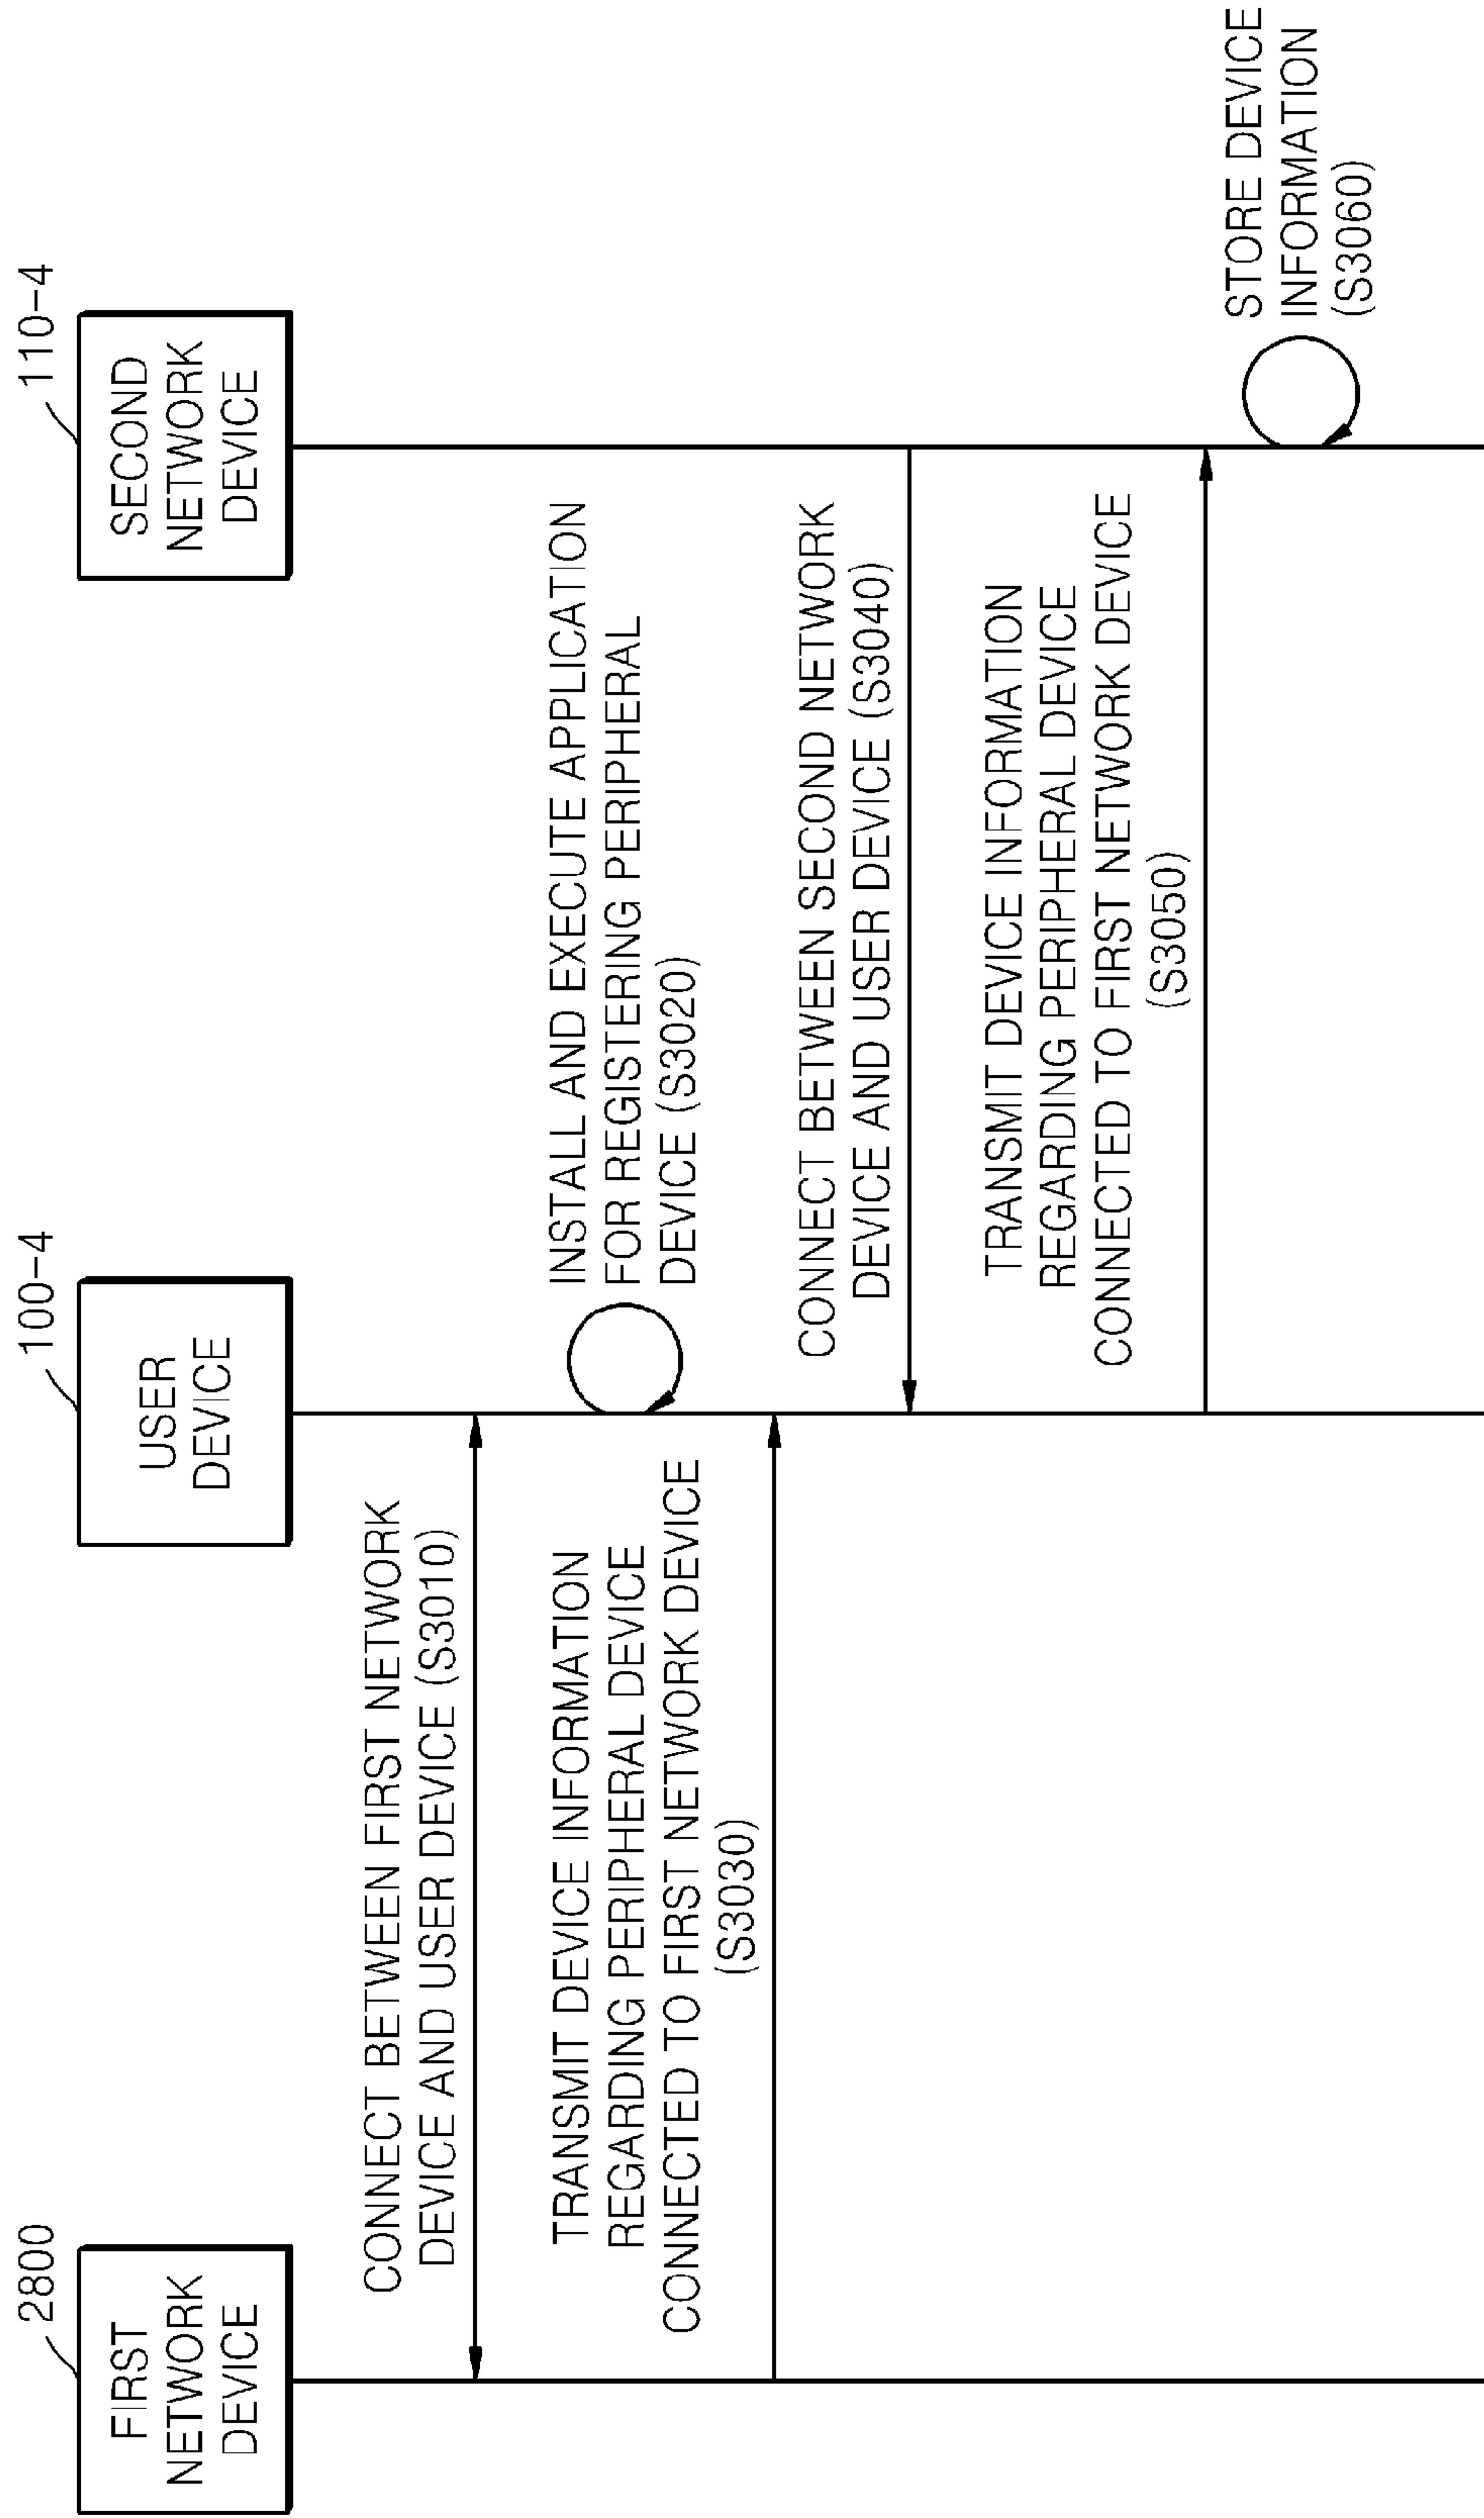 2800
FIRST
NETWORK
DEVICE
100-4
USER
DEVICE
110-4
SECOND
NETWORK
DEVICE
CONNECT BETWEEN FIRST NETWORK
DEVICE AND USER DEVICE (S3010)
INSTALL AND EXECUTE APPLICATION
FOR REGISTERING PERIPHERAL
DEVICE (S3020)
TRANSMIT DEVICE INFORMATION
REGARDING PERIPHERAL DEVICE
CONNECTED TO FIRST NETWORK DEVICE
(S3030)
CONNECT BETWEEN SECOND NETWORK
DEVICE AND USER DEVICE (S3040)
TRANSMIT DEVICE INFORMATION
REGARDING PERIPHERAL DEVICE
CONNECTED TO FIRST NETWORK DEVICE
(S3050)
STORE DEVICE
INFORMATION
(S3060)